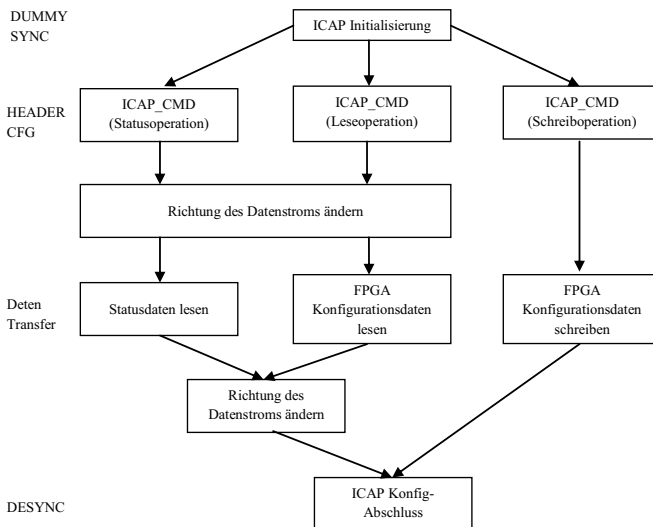 DUMMY
SYNC
ICAP Initialisierung
HEADER
CFG
ICAP_CMD
(Statusoperation)
ICAP_CMD
(Leseoperation)
ICAP_CMD
(Schreiboperation)
Richtung des Datenstroms ändern
Deten
Transfer
Statusdaten lesen
FPGA
Konfigurationsdaten
lesen
FPGA
Konfigurationsdaten
schreiben
Richtung des
Datenstroms ändern
DESYNC
ICAP Konfig-
Abschluss